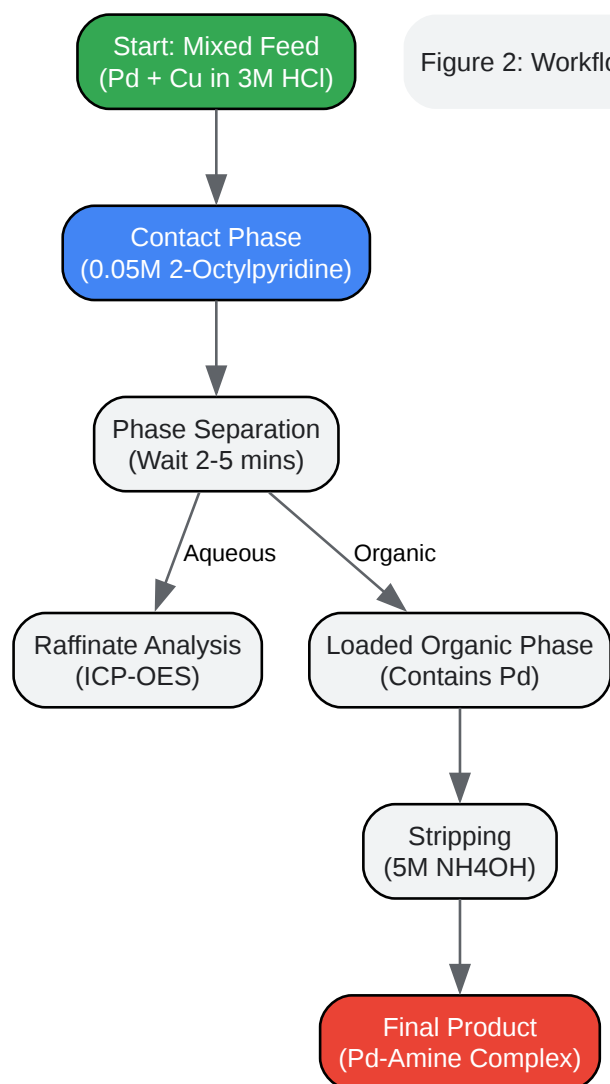 Start: Mixed Feed
(Pd + Cu in 3M HCl)
Figure 2:
Contact Phase
(0.05M 2-Octylpyridine)
Phase Separation
(Wait 2-5 mins)
Aqueous
Organic
Raffinate Analysis
(ICP-OES)
Loaded Organic Phase
(Contains Pd)
Stripping
(5M NH4OH)
Final Product
(Pd-Amine Complex)